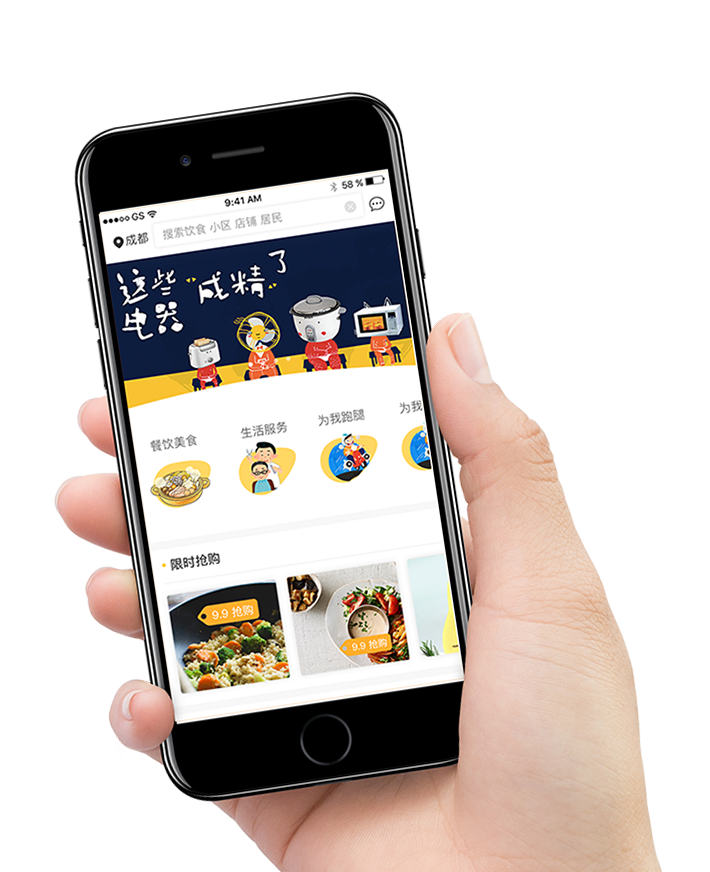 GS 9:41 AM 58 %
成都 搜索饮食 小区 店铺 居民
这些 成精了
电器
餐饮美食 生活服务 为我跑腿 为我
限时抢购
9.9 抢购 9.9 抢购